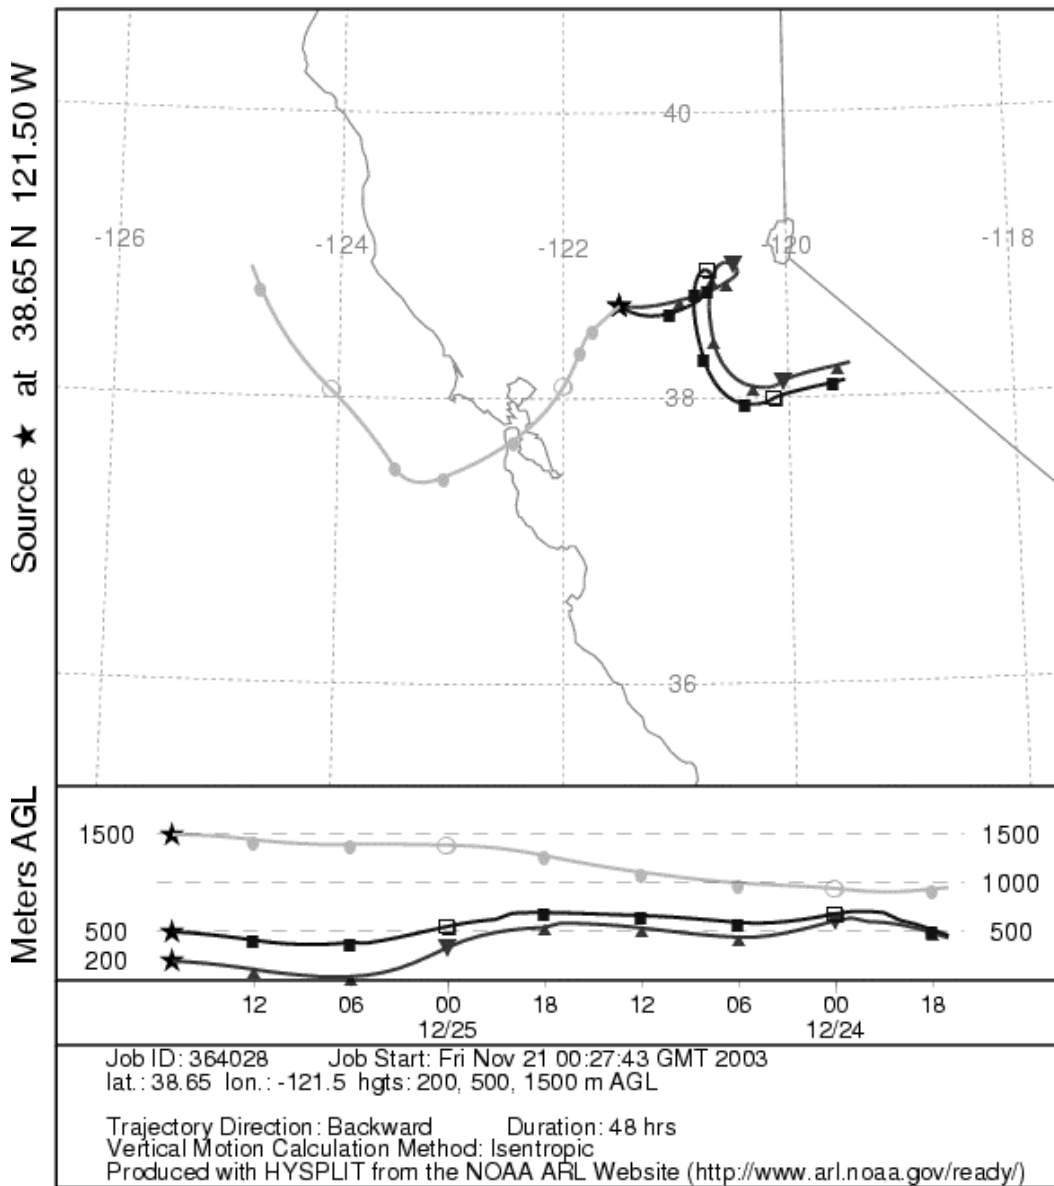 Source ★ at 38.65 N 121.50 W
40
-126
-124
-122
-120
-118
38
36
Meters AGL
1500
1500
1000
500
500
200
12 06 00 18 12 06 00 18
12/25 12/24
Job ID: 364028 Job Start: Fri Nov 21 00:27:43 GMT 2003
lat.: 38.65 lon.: -121.5 hgts: 200, 500, 1500 m AGL
Trajectory Direction: Backward Duration: 48 hrs
Vertical Motion Calculation Method: Isentropic
Produced with HYSPLIT from the NOAA ARL Website (http://www.arl.noaa.gov/ready/)